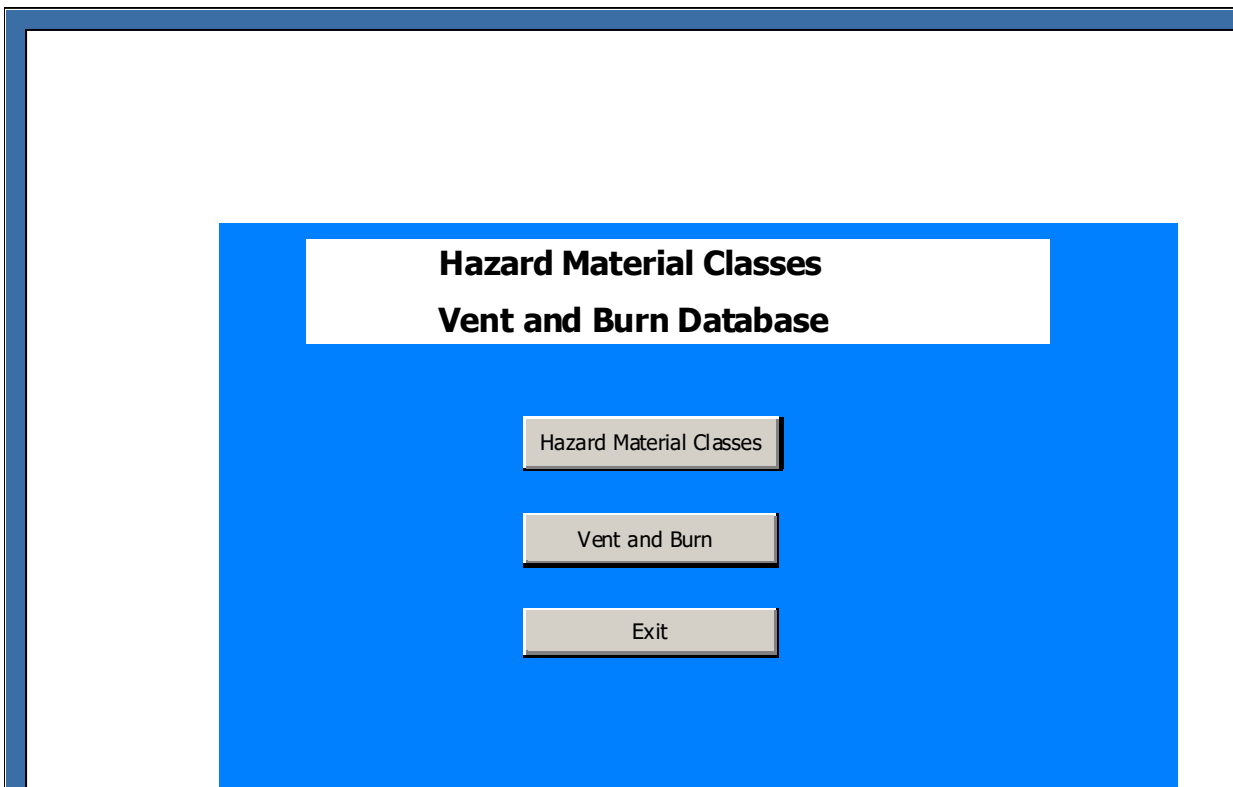 Hazard Material Classes
Vent and Burn Database
Hazard Material Classes
Vent and Burn
Exit